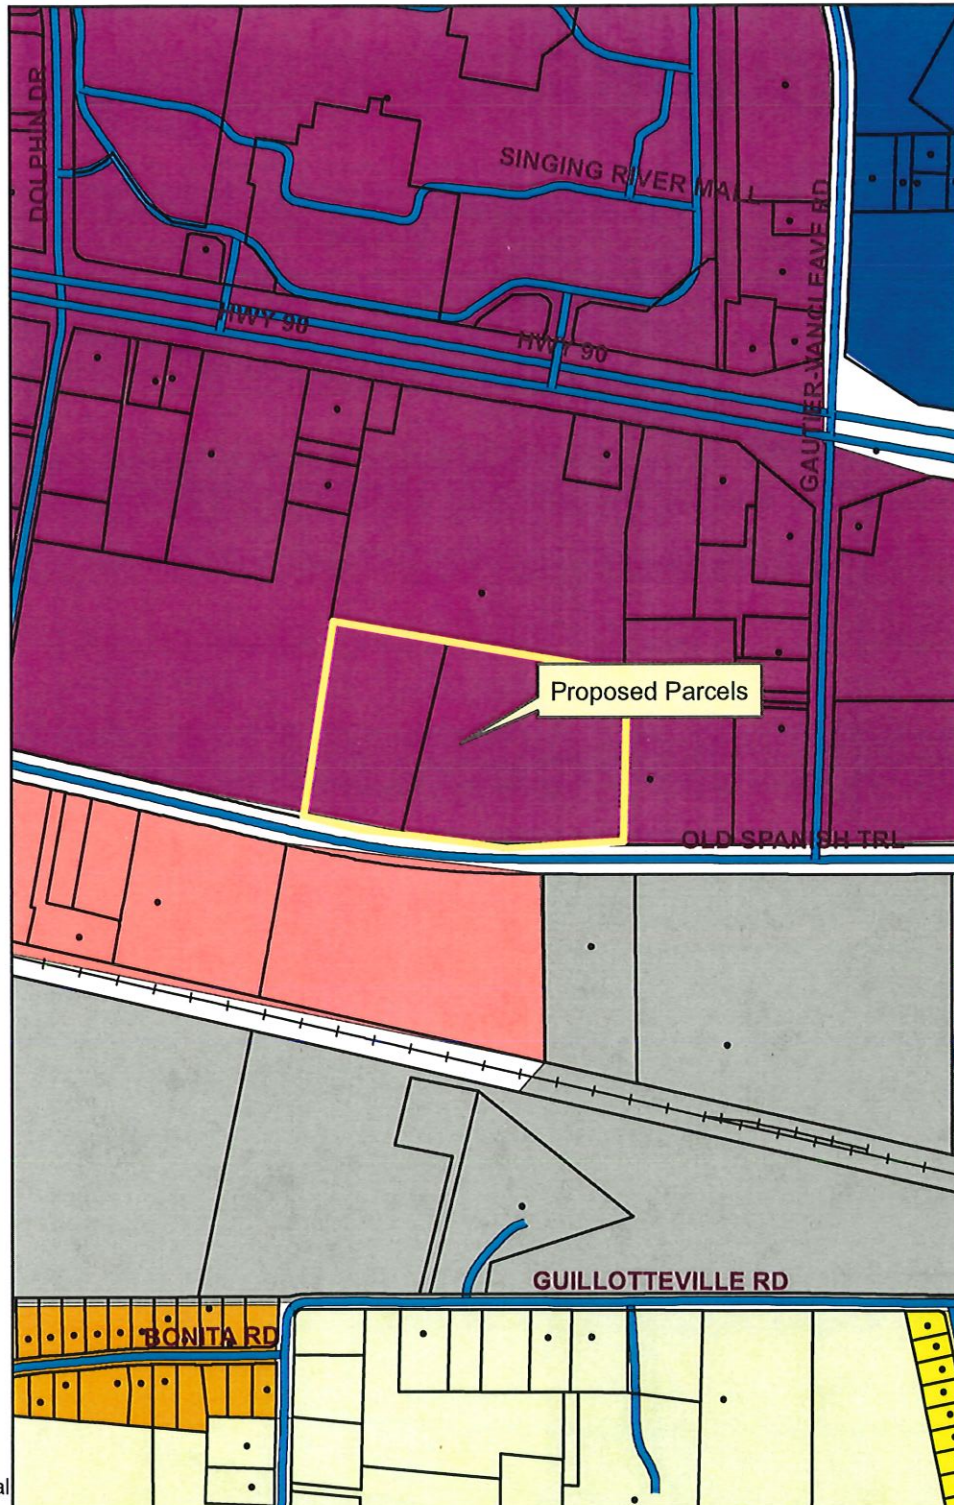 DOLPHIN DR
SINGING RIVER MALL
GAUTIER-VANCLEAVE RD
HWY 90
HWY 90
Proposed Parcels
OLD SPANISH TRL
GUILLOTTEVILLE RD
BONITA RD
al